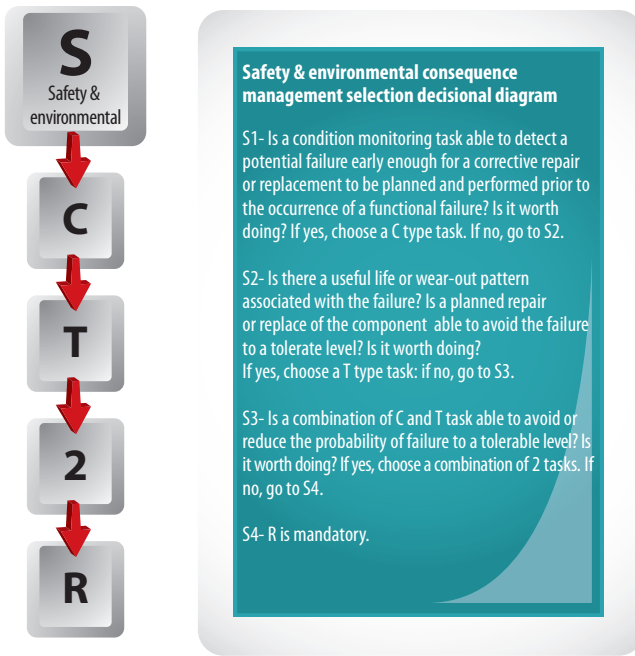 S
Safety &
environmental
C
T
2
R
Safety & environmental consequence
management selection decisional diagram
S1- Is a condition monitoring task able to detect a
potential failure early enough for a corrective repair
or replacement to be planned and performed prior to
the occurrence of a functional failure? Is it worth
doing? If yes, choose a C type task. If no, go to S2.
S2- Is there a useful life or wear-out pattern
associated with the failure? Is a planned repair
or replace of the component able to avoid the failure
to a tolerate level? Is it worth doing?
If yes, choose a T type task: if no, go to S3.
S3- Is a combination of C and T task able to avoid or
reduce the probability of failure to a tolerable level? Is
it worth doing? If yes, choose a combination of 2 tasks. If
no, go to S4.
S4- R is mandatory.